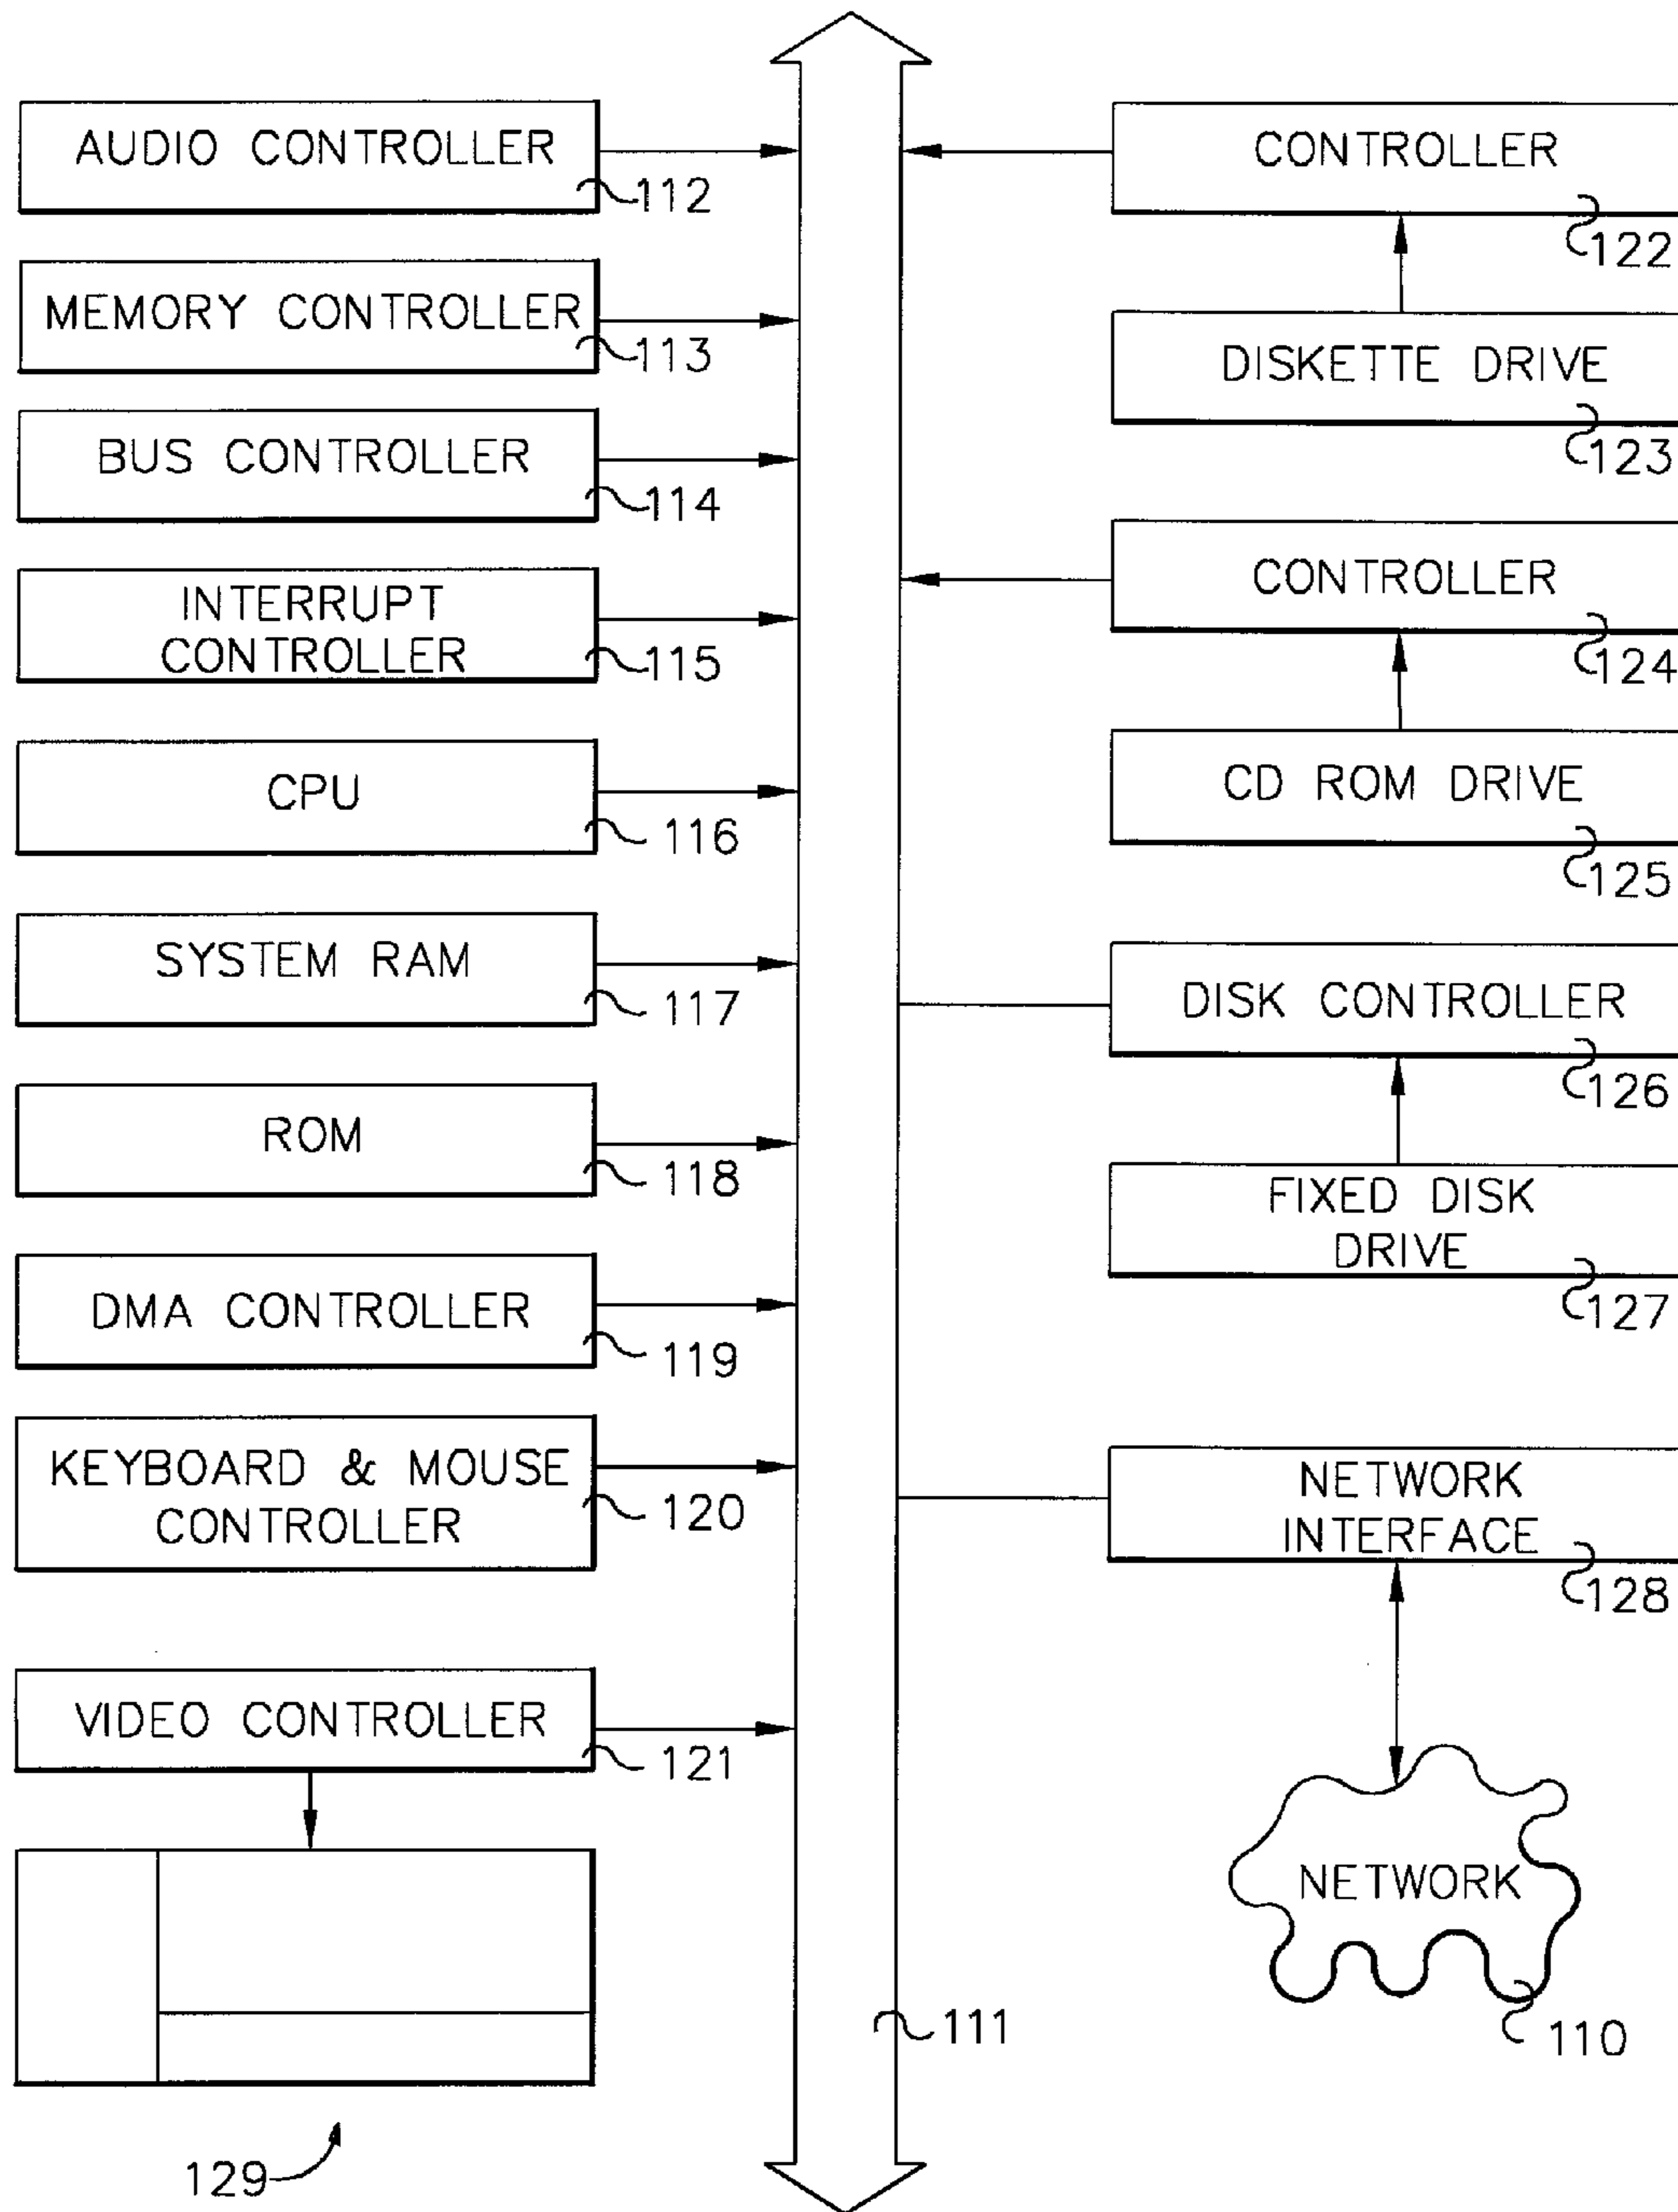 AUDIO CONTROLLER
112
MEMORY CONTROLLER
113
BUS CONTROLLER
114
INTERRUPT
CONTROLLER
115
CPU
116
SYSTEM RAM
117
ROM
118
DMA CONTROLLER
119
KEYBOARD & MOUSE
CONTROLLER
120
VIDEO CONTROLLER
121
129
111
CONTROLLER
122
DISKETTE DRIVE
123
CONTROLLER
124
CD ROM DRIVE
125
DISK CONTROLLER
126
FIXED DISK
DRIVE
127
NETWORK
INTERFACE
128
NETWORK
110